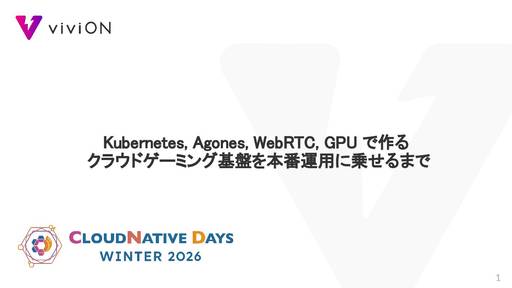 viviON
Kubernetes, Agones, WebRTC, GPU で作る
クラウドゲーミング基盤を本番運用に乗せるまで
CLOUDNATIVE DAYS
WINTER 2026
1